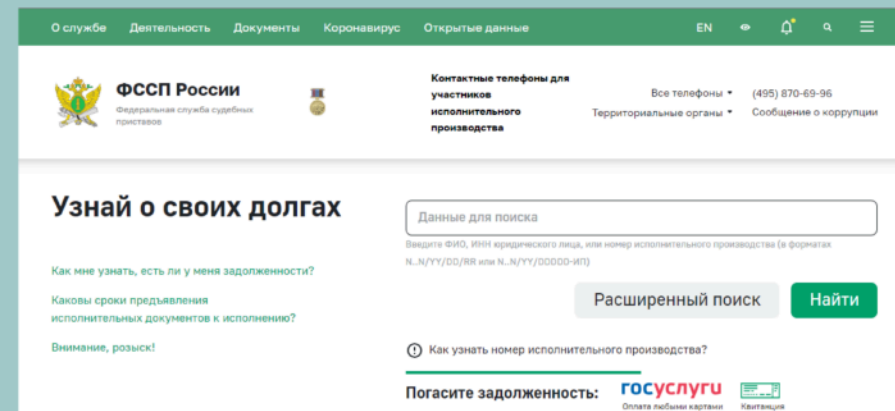 О службе Деятельность Документы Коронавирус Открытые данные EN
ФССП России
Федеральная служба судебных
приставов
Контактные телефоны для
участников
исполнительного
производства
Все телефоны
Территориальные органы
(495) 870-69-96
Сообщение о коррупции
Узнай о своих долгах
Как мне узнать, есть ли у меня задолженности?
Каковы сроки предъявления
исполнительных документов к исполнению?
Внимание, розыск!
Данные для поиска
Введите ФИО, ИНН юридического лица, или номер исполнительного производства (в форматах
N...N/YY/DD/RR или N...N/YY/DDDDD-ИП)
Расширенный поиск Найти
Как узнать номер исполнительного производства?
Погасите задолженность:
госуслуги
Оплата любыми картами
Квитанция